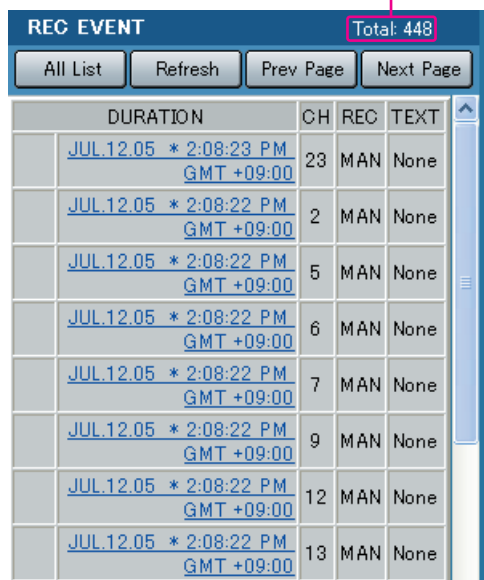 REC EVENT Total: 448
All List Refresh Prev Page Next Page
DURATION CH REC TEXT
JUL.12.05 * 2:08:23 PM
GMT +09:00 23 MAN None
JUL.12.05 * 2:08:22 PM
GMT +09:00 2 MAN None
JUL.12.05 * 2:08:22 PM
GMT +09:00 5 MAN None
JUL.12.05 * 2:08:22 PM
GMT +09:00 6 MAN None
JUL.12.05 * 2:08:22 PM
GMT +09:00 7 MAN None
JUL.12.05 * 2:08:22 PM
GMT +09:00 9 MAN None
JUL.12.05 * 2:08:22 PM
GMT +09:00 12 MAN None
JUL.12.05 * 2:08:22 PM
GMT +09:00 13 MAN None